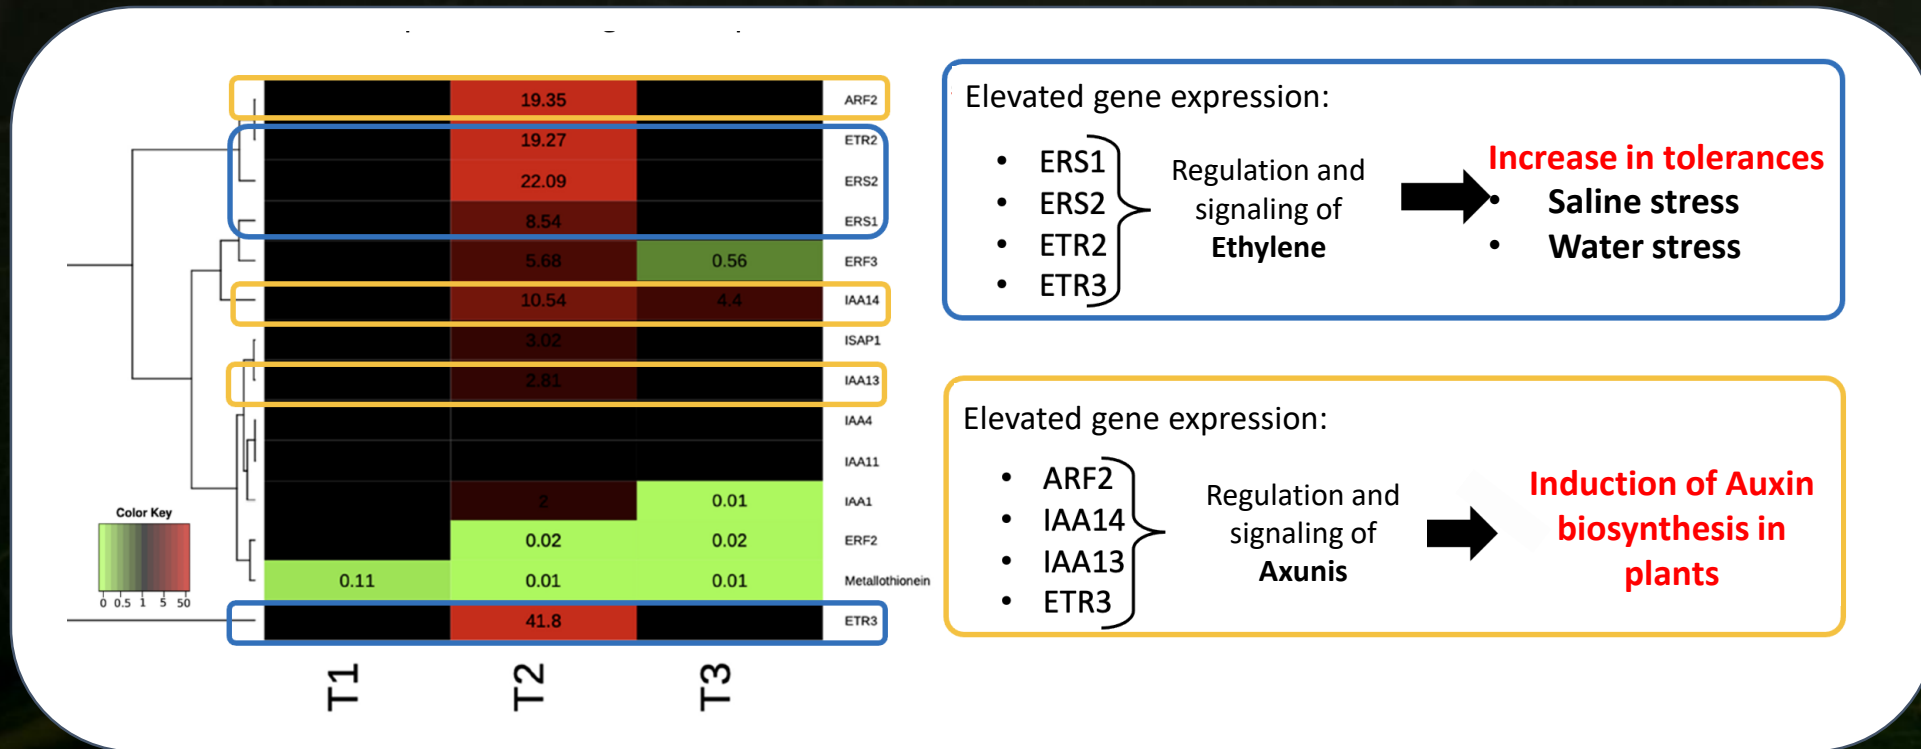 19.35 ARF2
19.27 ETR2
22.09 ERS2
8.54 ERS1
5.68 0.56 ERF3
10.54 4.4 IAA14
3.02 ISAP1
2.81 IAA13
IAA4
IAA11
2 0.01 IAA1
0.02 0.02 ERF2
0.11 0.01 0.01 Metallothionein
41.8 ETR3
T1 T2 T3
Color Key
0 0.5 1 5 50
Elevated gene expression:
• ERS1
• ERS2
• ETR2
• ETR3
Regulation and
signaling of
Ethylene
Increase in tolerances
• Saline stress
• Water stress
Elevated gene expression:
• ARF2
• IAA14
• IAA13
• ETR3
Regulation and
signaling of
Axunis
Induction of Auxin
biosynthesis in
plants